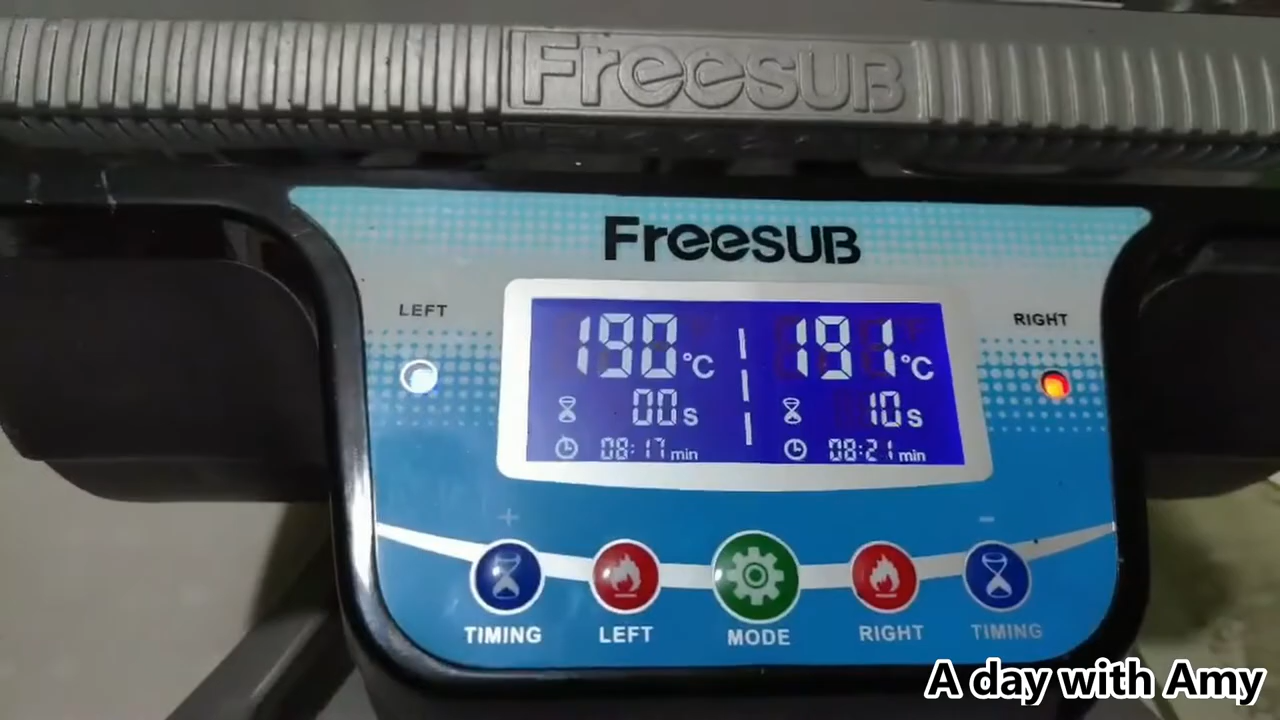 FreesUB
FreesUB
LEFT
RIGHT
190°C 191°C
00s 10s
08:17min 08:21min
+ -
TIMING LEFT MODE RIGHT TIMING
A day with Amy